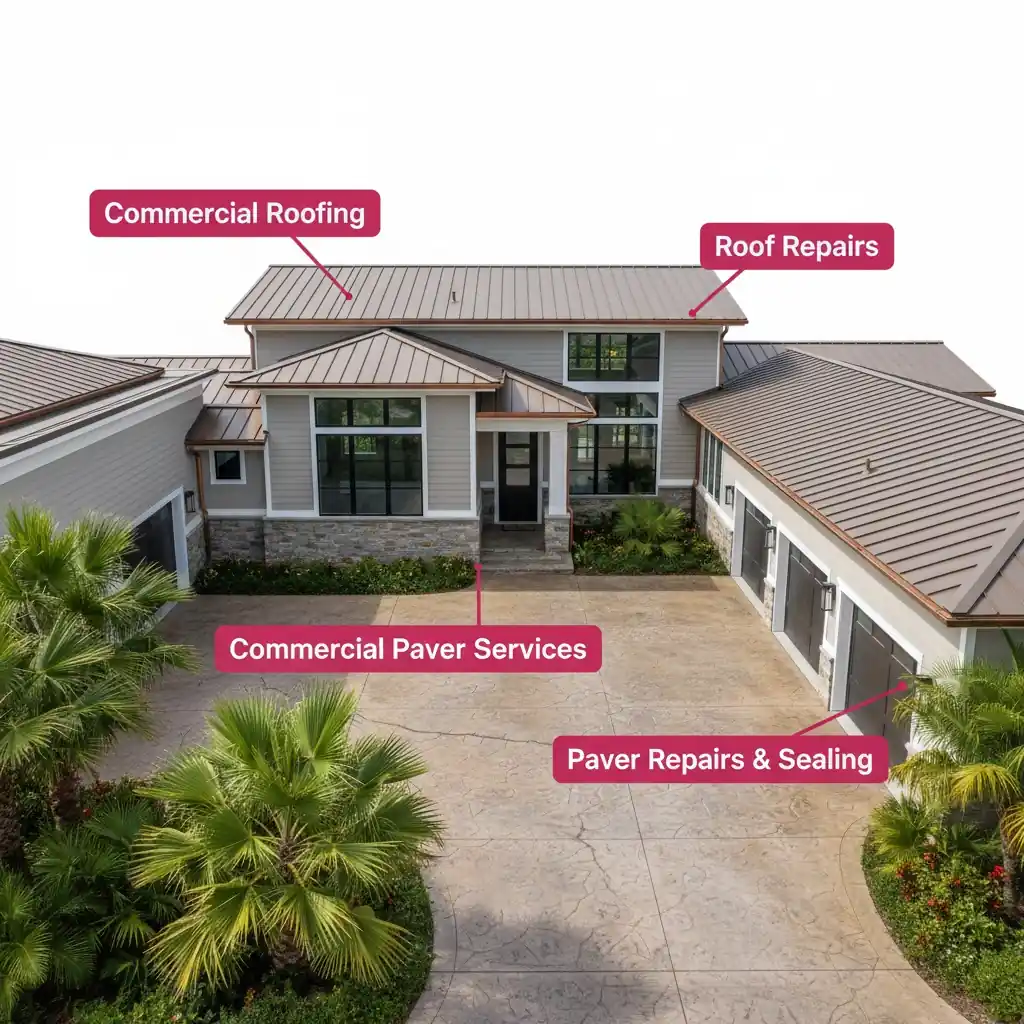 Commercial Roofing
Roof Repairs
Commercial Paver Services
Paver Repairs & Sealing